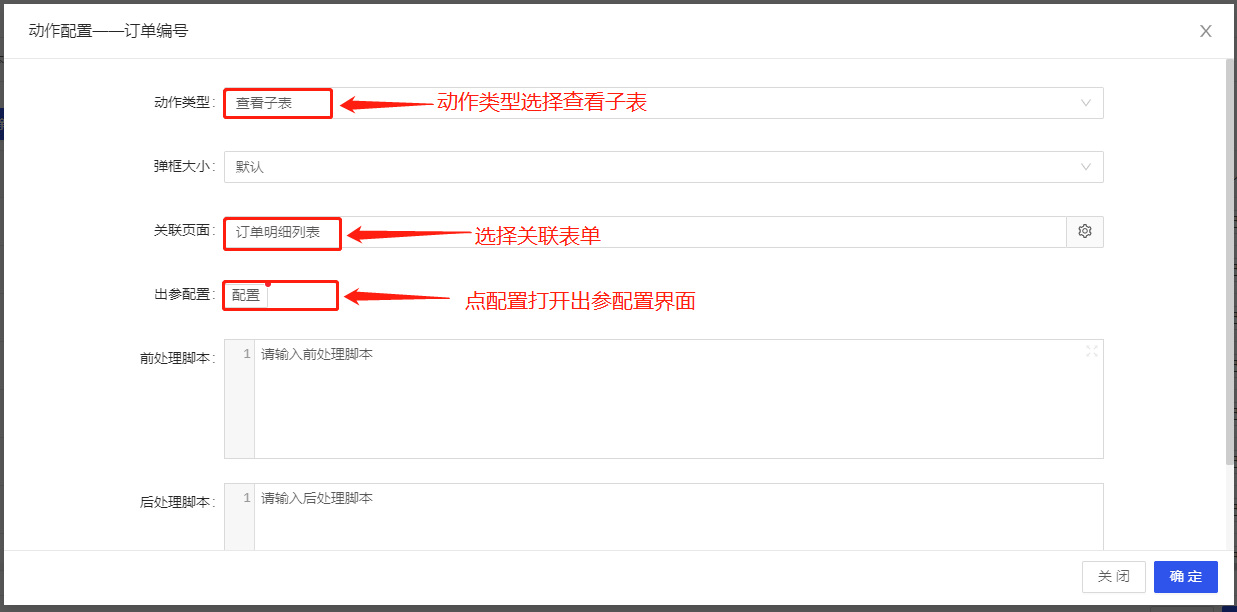 动作配置——订单编号
动作类型: 查看子表 动作类型选择查看子表
弹框大小: 默认
关联页面: 订单明细列表 选择关联表单
出参配置: 配置 点配置打开出参配置界面
前处理脚本: 1 请输入前处理脚本
后处理脚本: 1 请输入后处理脚本
关 闭 确 定